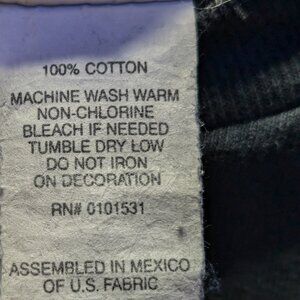 100% COTTON
MACHINE WASH WARM
NON-CHLORINE
BLEACH IF NEEDED
TUMBLE DRY LOW
DO NOT IRON
ON DECORATION
RN# 0101531
ASSEMBLED IN MEXICO
OF U.S. FABRIC